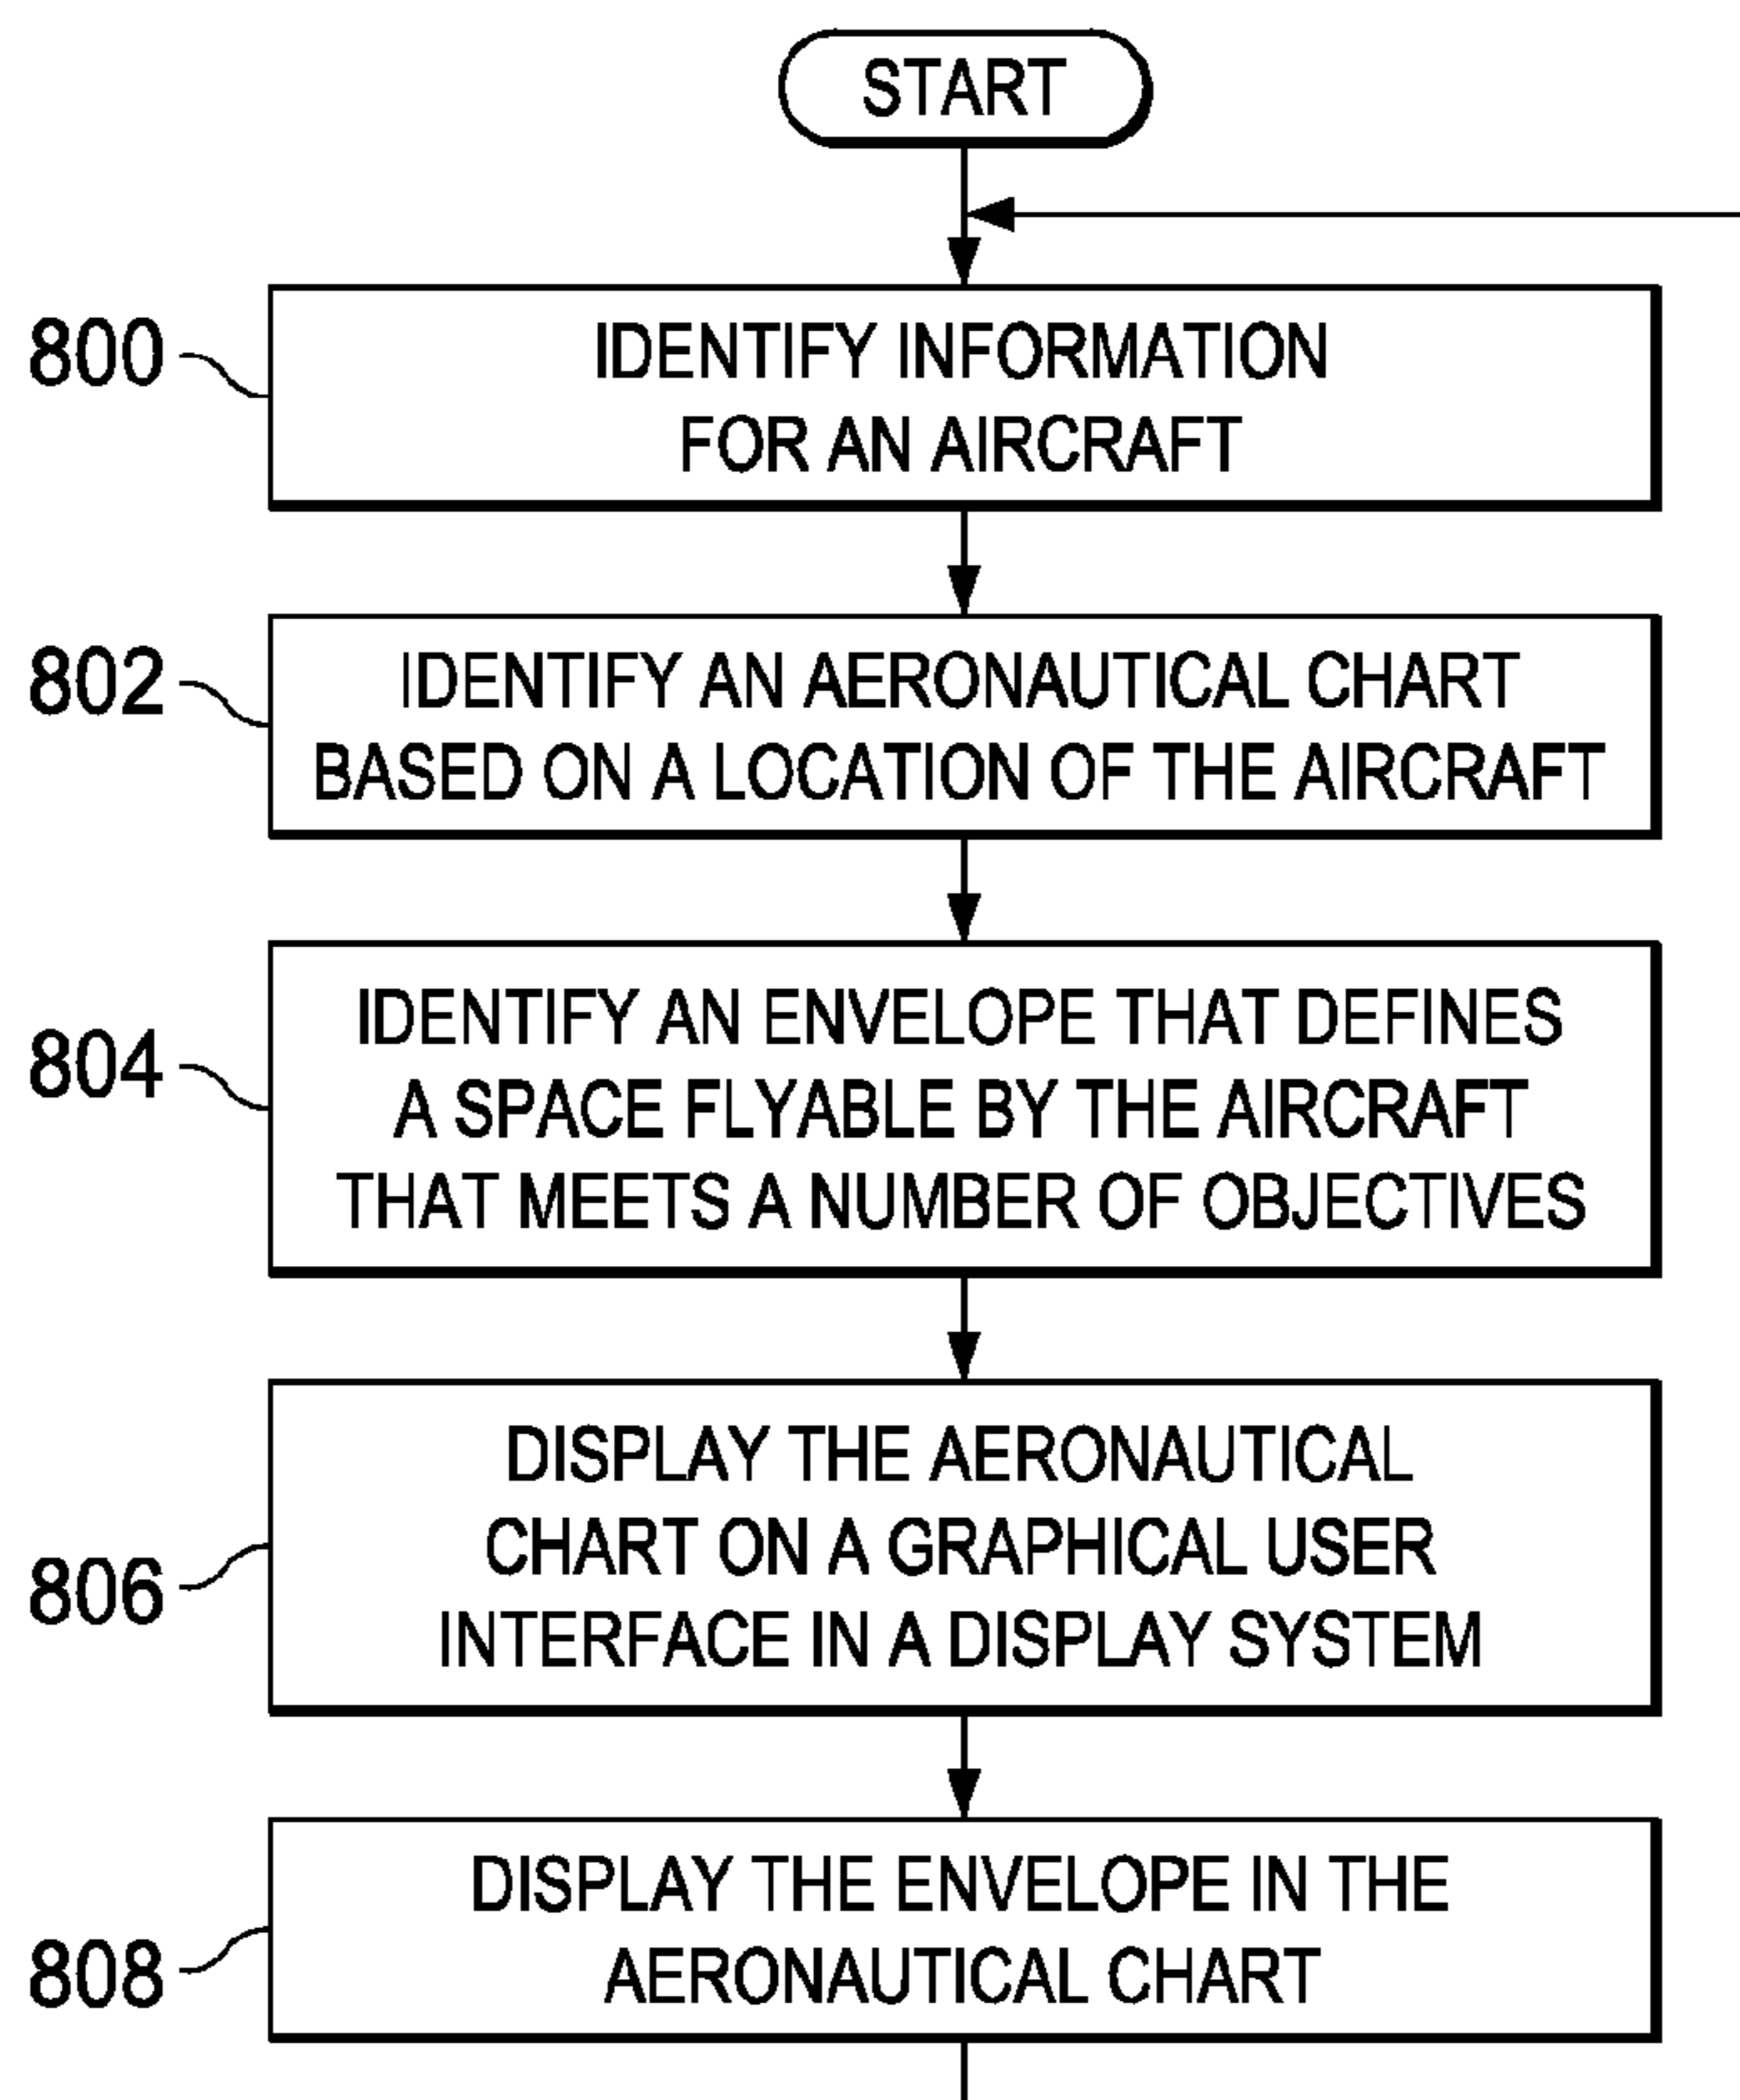 START
800
IDENTIFY INFORMATION
FOR AN AIRCRAFT
802
IDENTIFY AN AERONAUTICAL CHART
BASED ON A LOCATION OF THE AIRCRAFT
804
IDENTIFY AN ENVELOPE THAT DEFINES
A SPACE FLYABLE BY THE AIRCRAFT
THAT MEETS A NUMBER OF OBJECTIVES
806
DISPLAY THE AERONAUTICAL
CHART ON A GRAPHICAL USER
INTERFACE IN A DISPLAY SYSTEM
808
DISPLAY THE ENVELOPE IN THE
AERONAUTICAL CHART